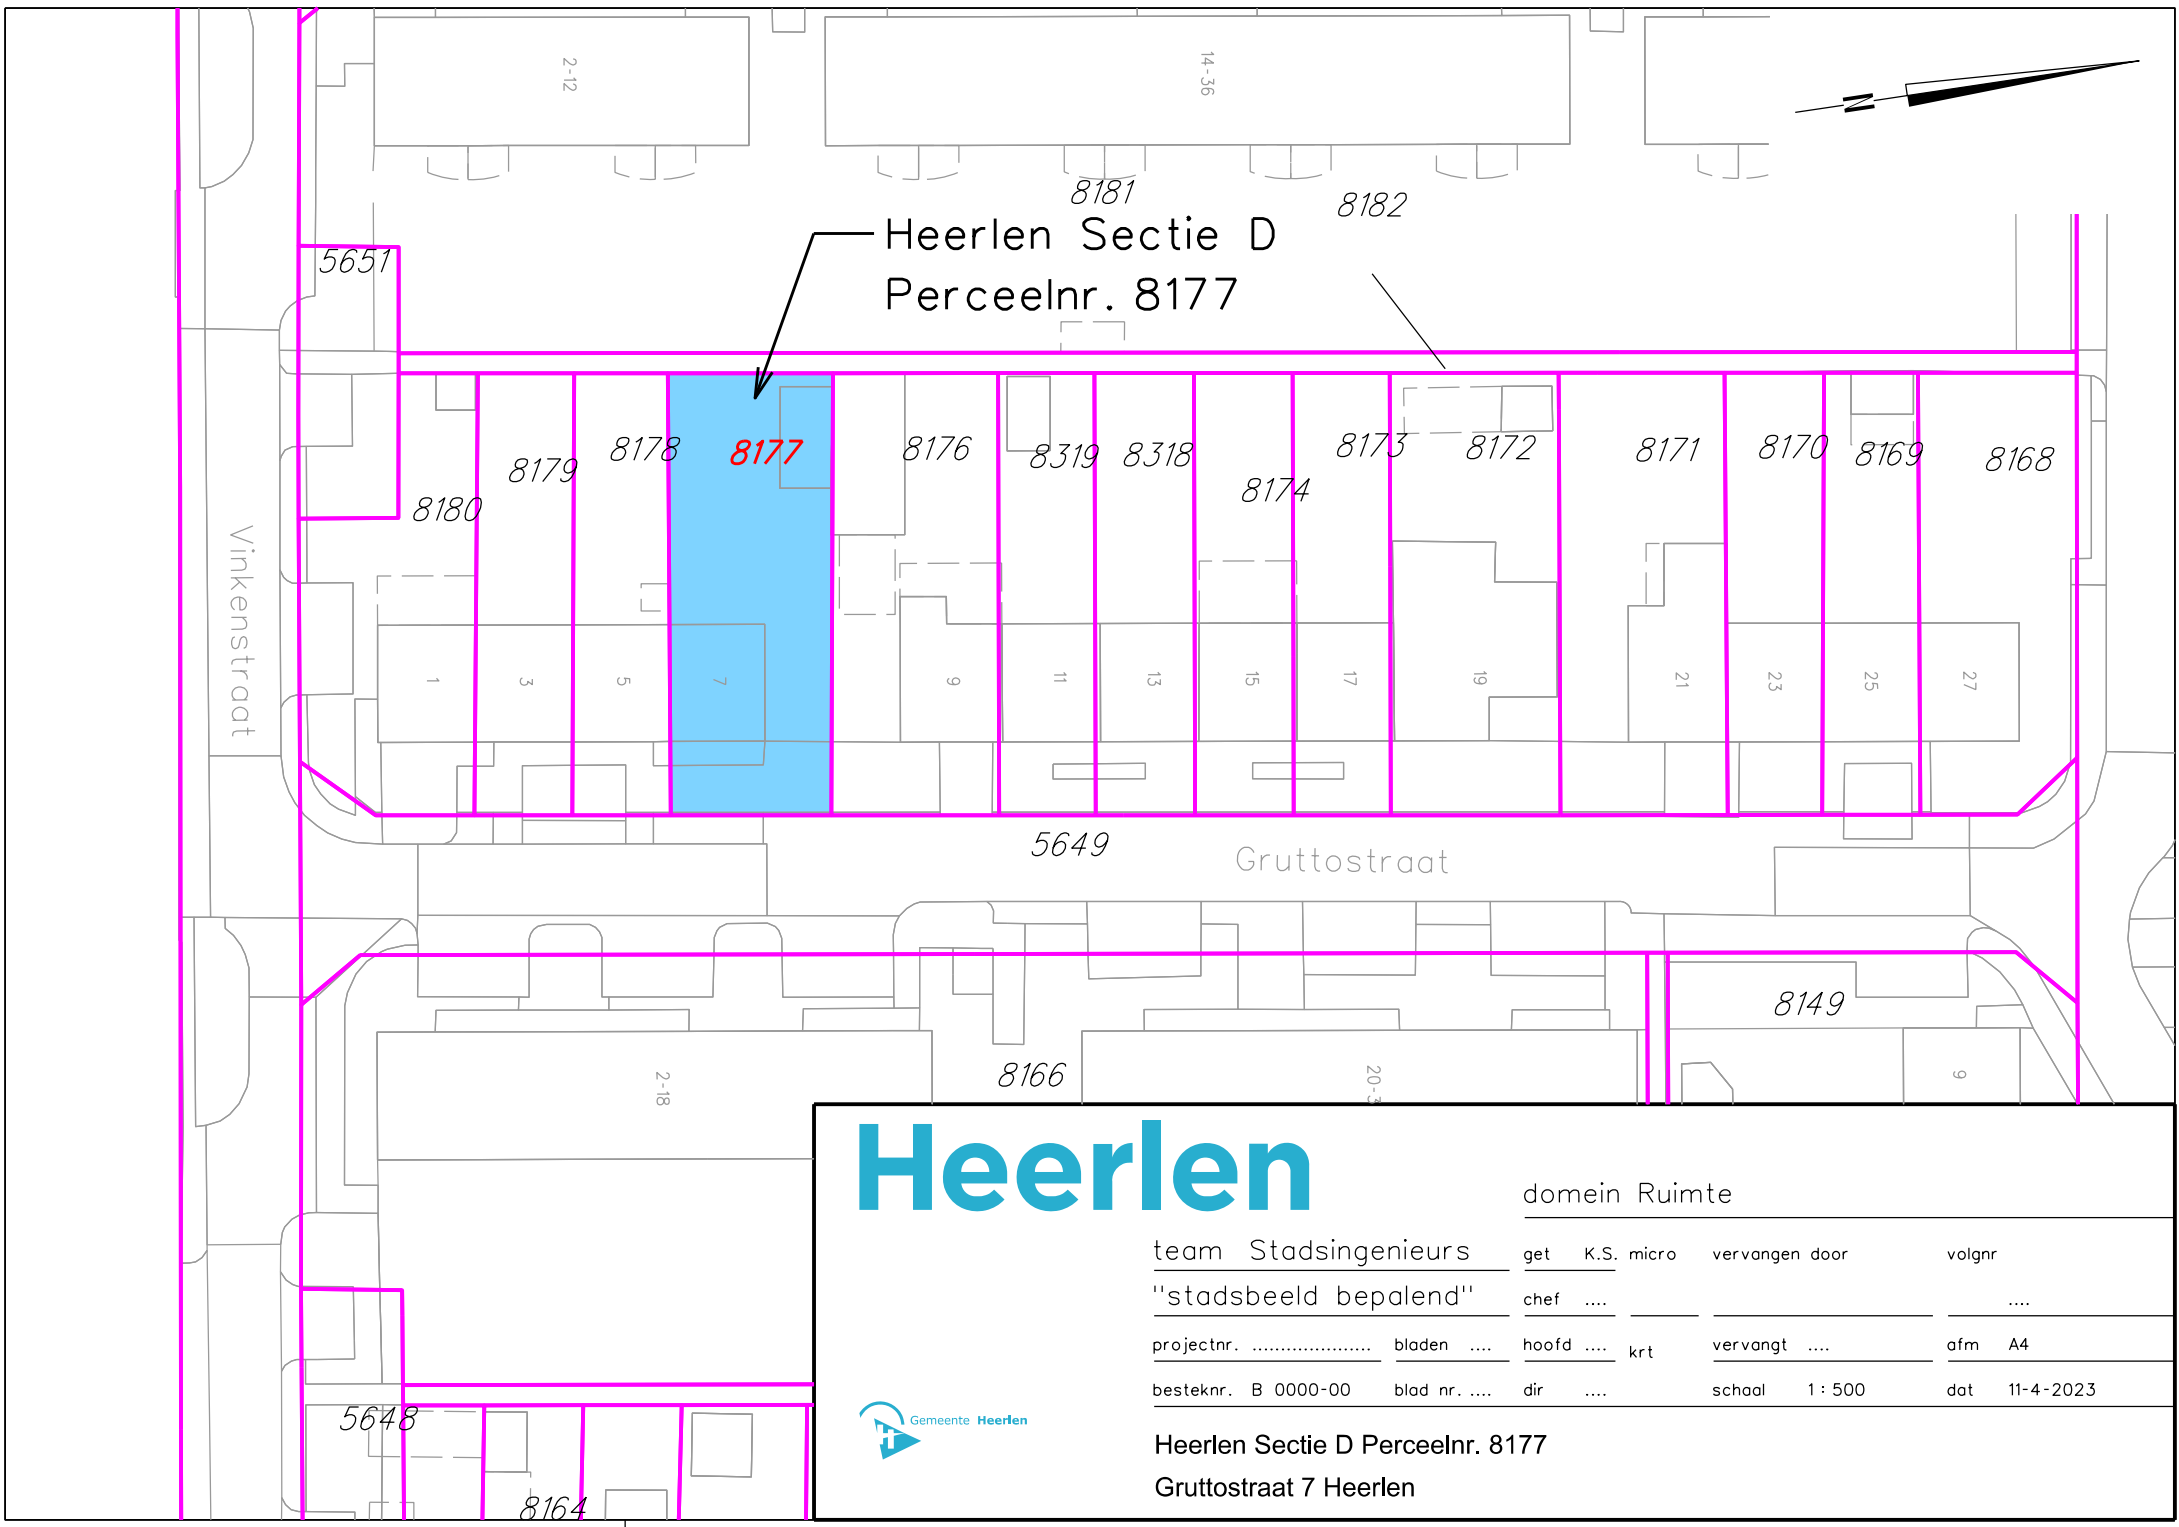 2-12
14-36
N
8181
8182
Heerlen Sectie D
Perceelnr. 8177
5651
8180
8179
8178
8177
8176
8319
8318
8174
8173
8172
8171
8170
8169
8168
Vinkenstraat
1
3
5
7
9
11
13
15
17
19
21
23
25
27
5649
Gruttostraat
8149
8166
2-18
9
5648
8164
Heerlen
domein Ruimte
team Stadsingenieurs
get K.S. micro vervangen door volgnr
"stadsbeeld bepalend"
chef .... ....
projectnr. ..................... bladen .... hoofd .... krt vervangt .... afm A4
besteknr. B 0000-00 blad nr. .... dir .... schaal 1 : 500 dat 11-4-2023
Gemeente Heerlen
Heerlen Sectie D Perceelnr. 8177
Gruttostraat 7 Heerlen